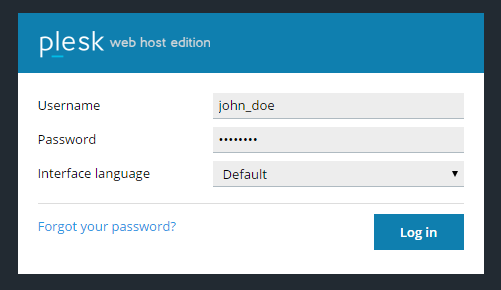 plesk web host edition
Username john_doe
Password ••••••••
Interface language Default
Forgot your password? Log in